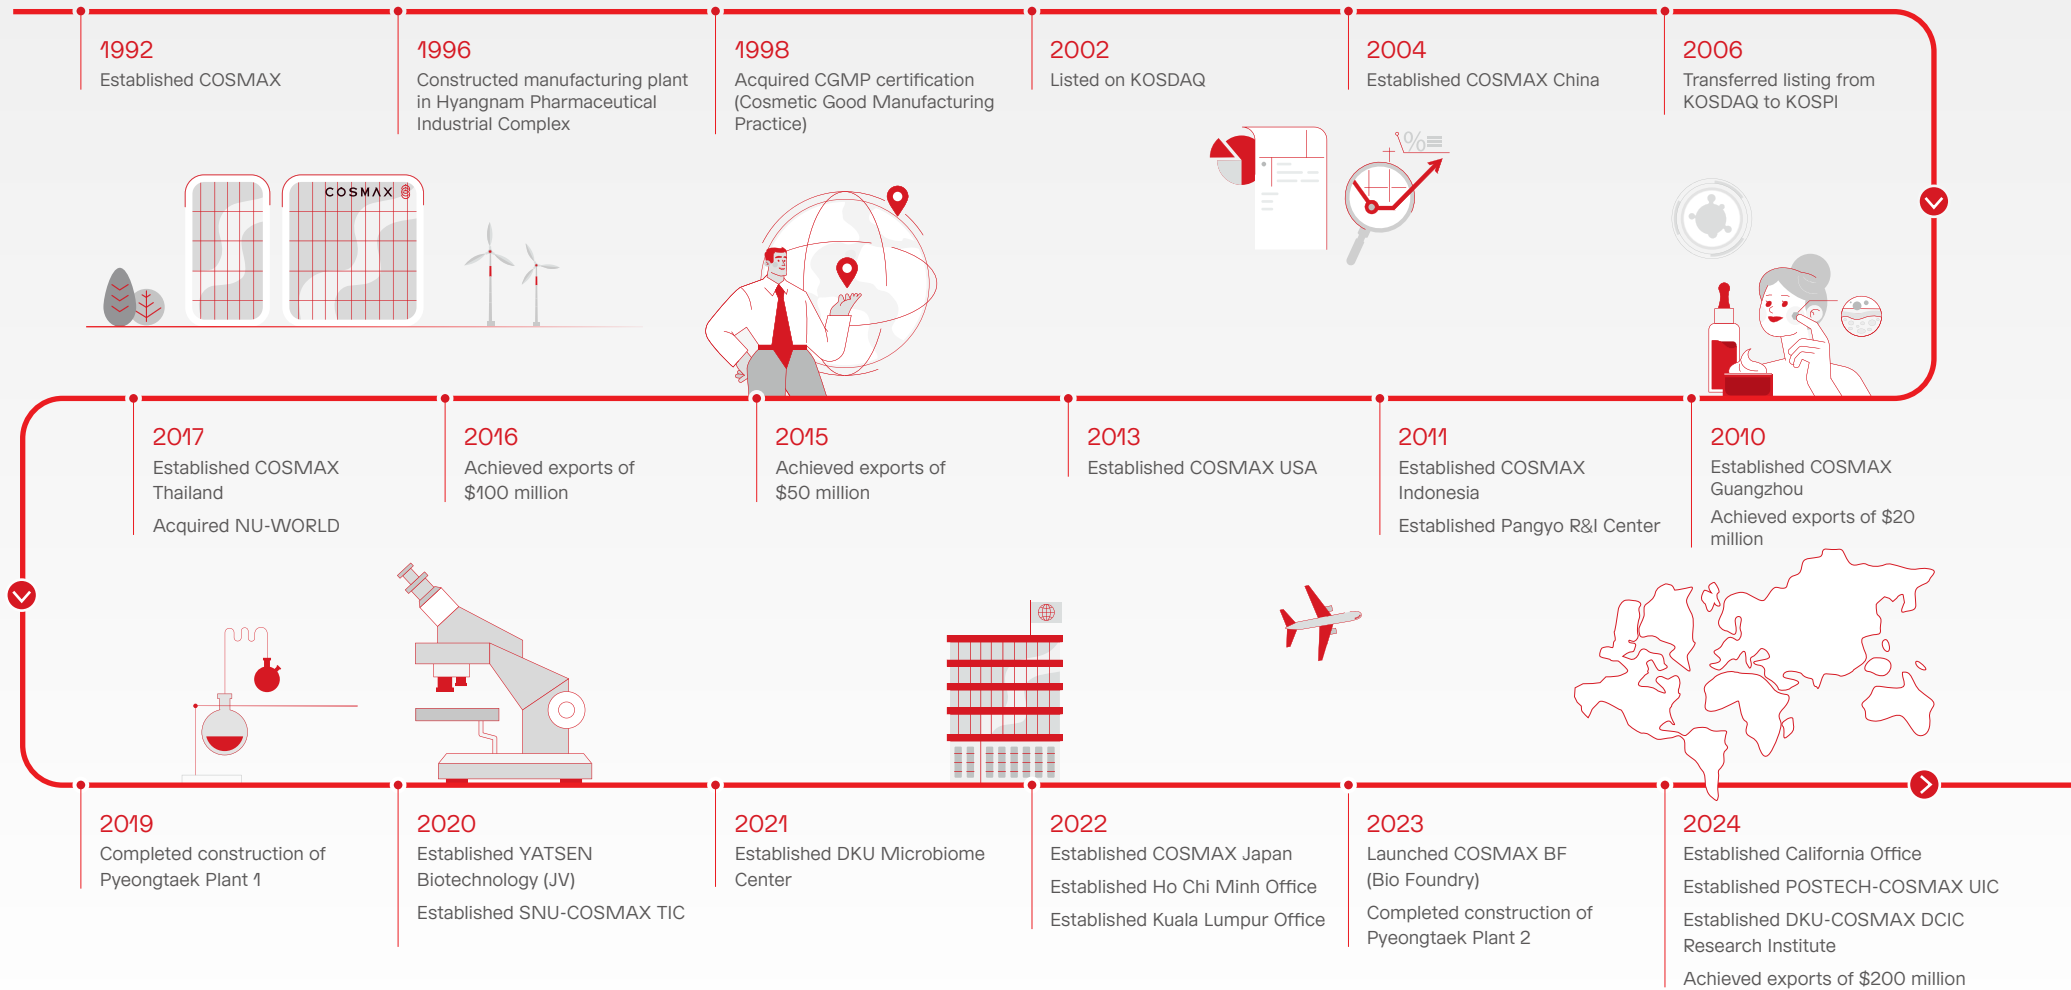 1992
Established COSMAX
1996
Constructed manufacturing plant
in Hyangnam Pharmaceutical
Industrial Complex
1998
Acquired CGMP certification
(Cosmetic Good Manufacturing
Practice)
2002
Listed on KOSDAQ
2004
Established COSMAX China
2006
Transferred listing from
KOSDAQ to KOSPI
COSMAX
%
2017
Established COSMAX
Thailand
Acquired NU-WORLD
2016
Achieved exports of
$100 million
2015
Achieved exports of
$50 million
2013
Established COSMAX USA
2011
Established COSMAX
Indonesia
Established Pangyo R&I Center
2010
Established COSMAX
Guangzhou
Achieved exports of $20
million
2019
Completed construction of
Pyeongtaek Plant 1
2020
Established YATSEN
Biotechnology (JV)
Established SNU-COSMAX TIC
2021
Established DKU Microbiome
Center
2022
Established COSMAX Japan
Established Ho Chi Minh Office
Established Kuala Lumpur Office
2023
Launched COSMAX BF
(Bio Foundry)
Completed construction of
Pyeongtaek Plant 2
2024
Established California Office
Established POSTECH-COSMAX UIC
Established DKU-COSMAX DCIC
Research Institute
Achieved exports of $200 million